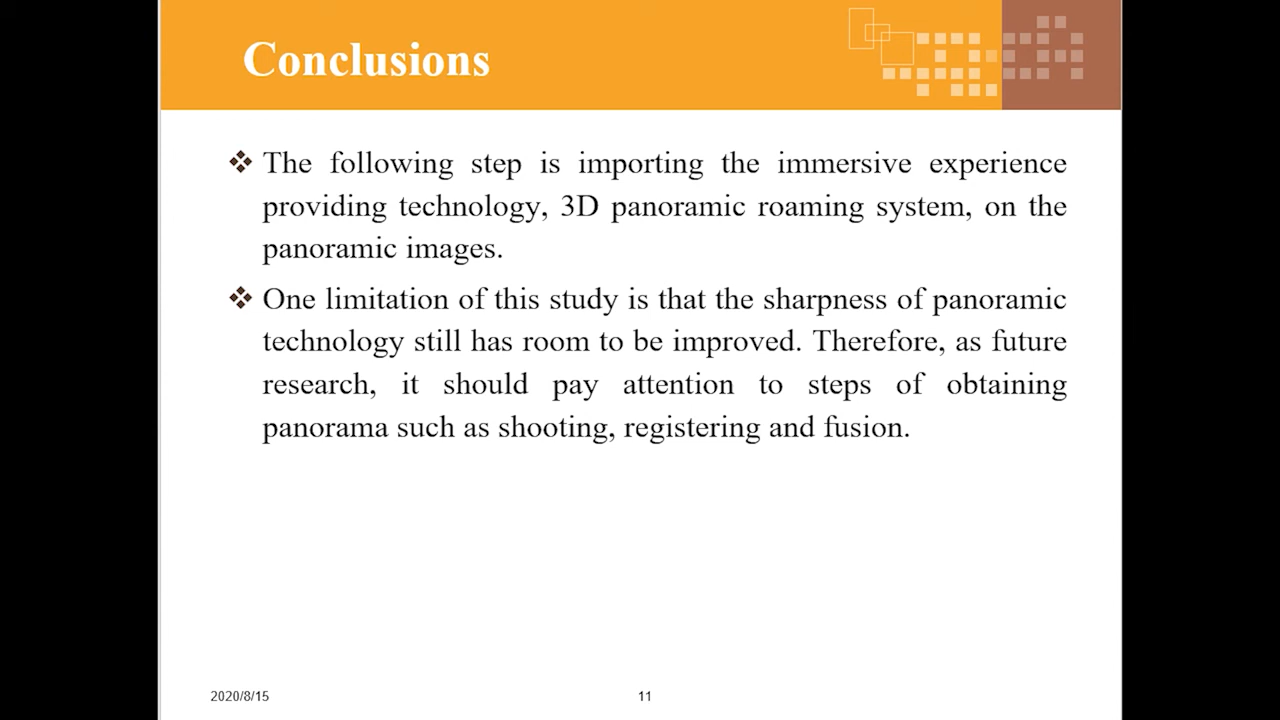 Conclusions
The following step is importing the immersive experience
providing technology, 3D panoramic roaming system, on the
panoramic images.
One limitation of this study is that the sharpness of panoramic
technology still has room to be improved. Therefore, as future
research, it should pay attention to steps of obtaining
panorama such as shooting, registering and fusion.
2020/8/15
11